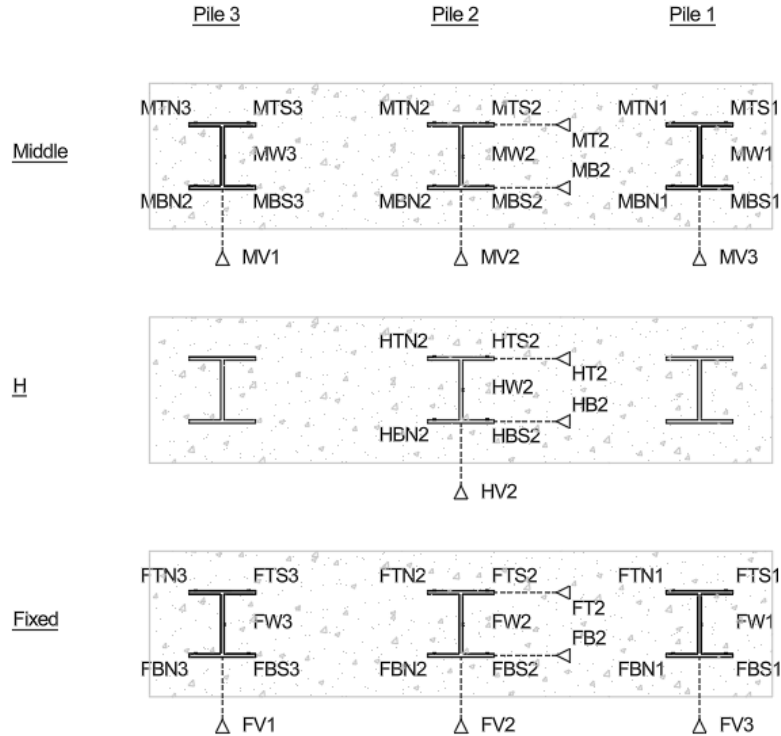 Pile 3 Pile 2 Pile 1
MTN3 MTS3 MTN2 MTS2 MTN1 MTS1
MT2
Middle MW3 MW2 MW1
MB2
MBN2 MBS3 MBN2 MBS2 MBN1 MBS1
MV1 MV2 MV3
HTN2 HTS2
HT2
H HW2
HB2
HBN2 HBS2
HV2
FTN3 FTS3 FTN2 FTS2 FTN1 FTS1
FT2
Fixed FW3 FW2 FW1
FB2
FBN3 FBS3 FBN2 FBS2 FBN1 FBS1
FV1 FV2 FV3